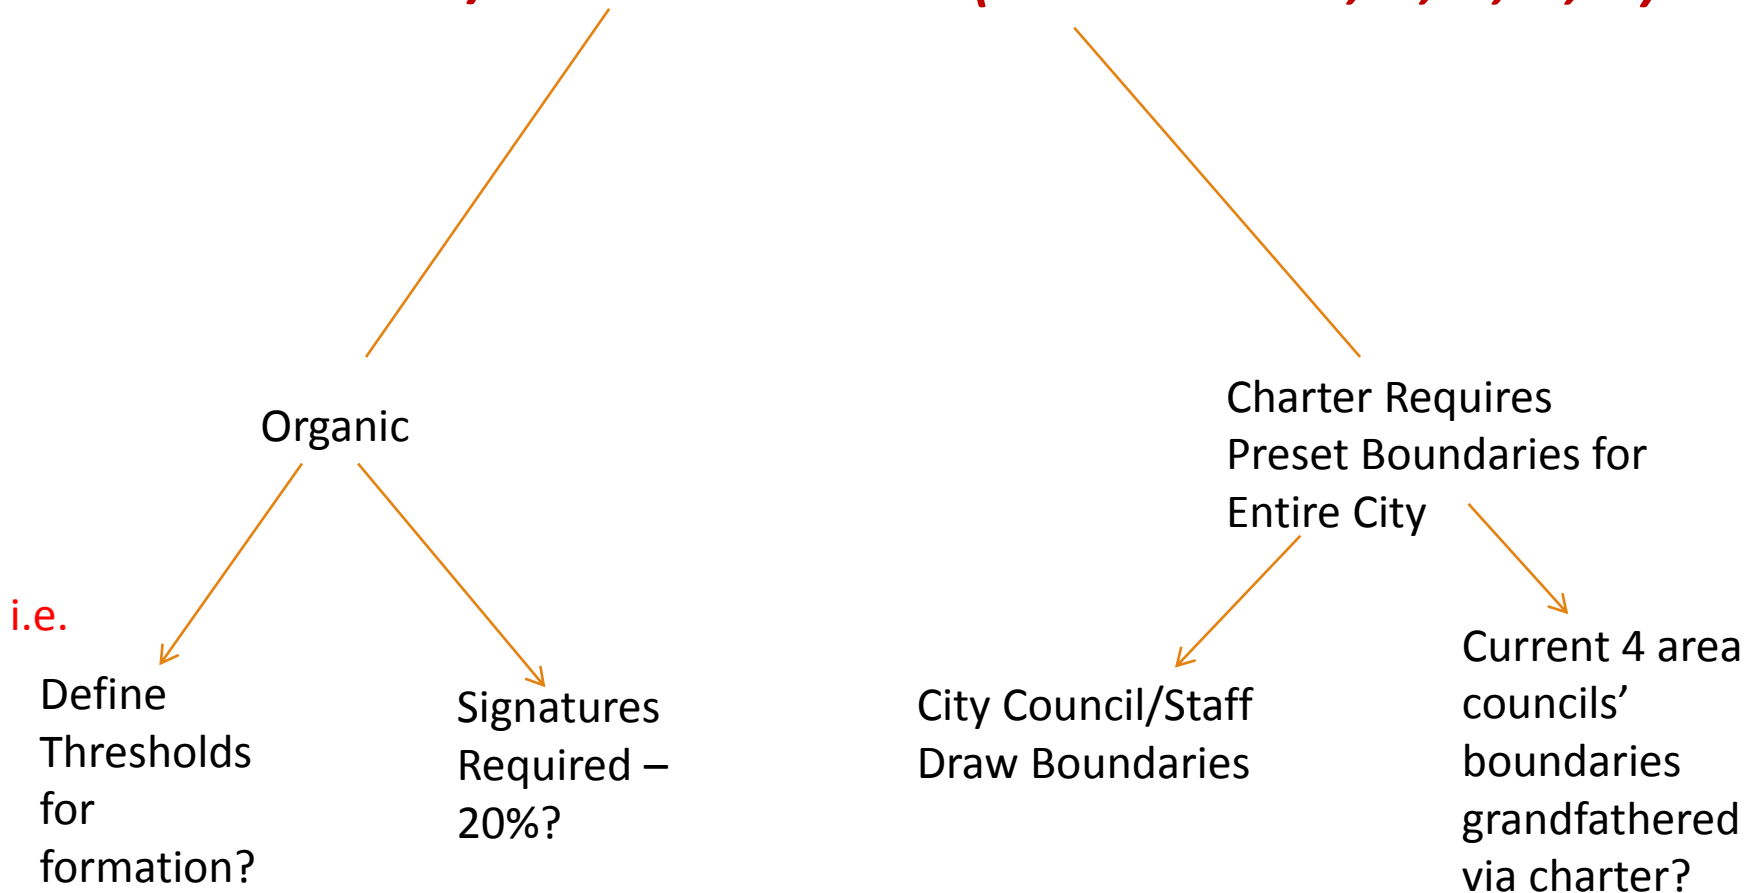 Organic
Charter Requires
Preset Boundaries for
Entire City
i.e.
Define
Thresholds
for
formation?
Signatures
Required –
20%?
City Council/Staff
Draw Boundaries
Current 4 area
councils’
boundaries
grandfathered
via charter?